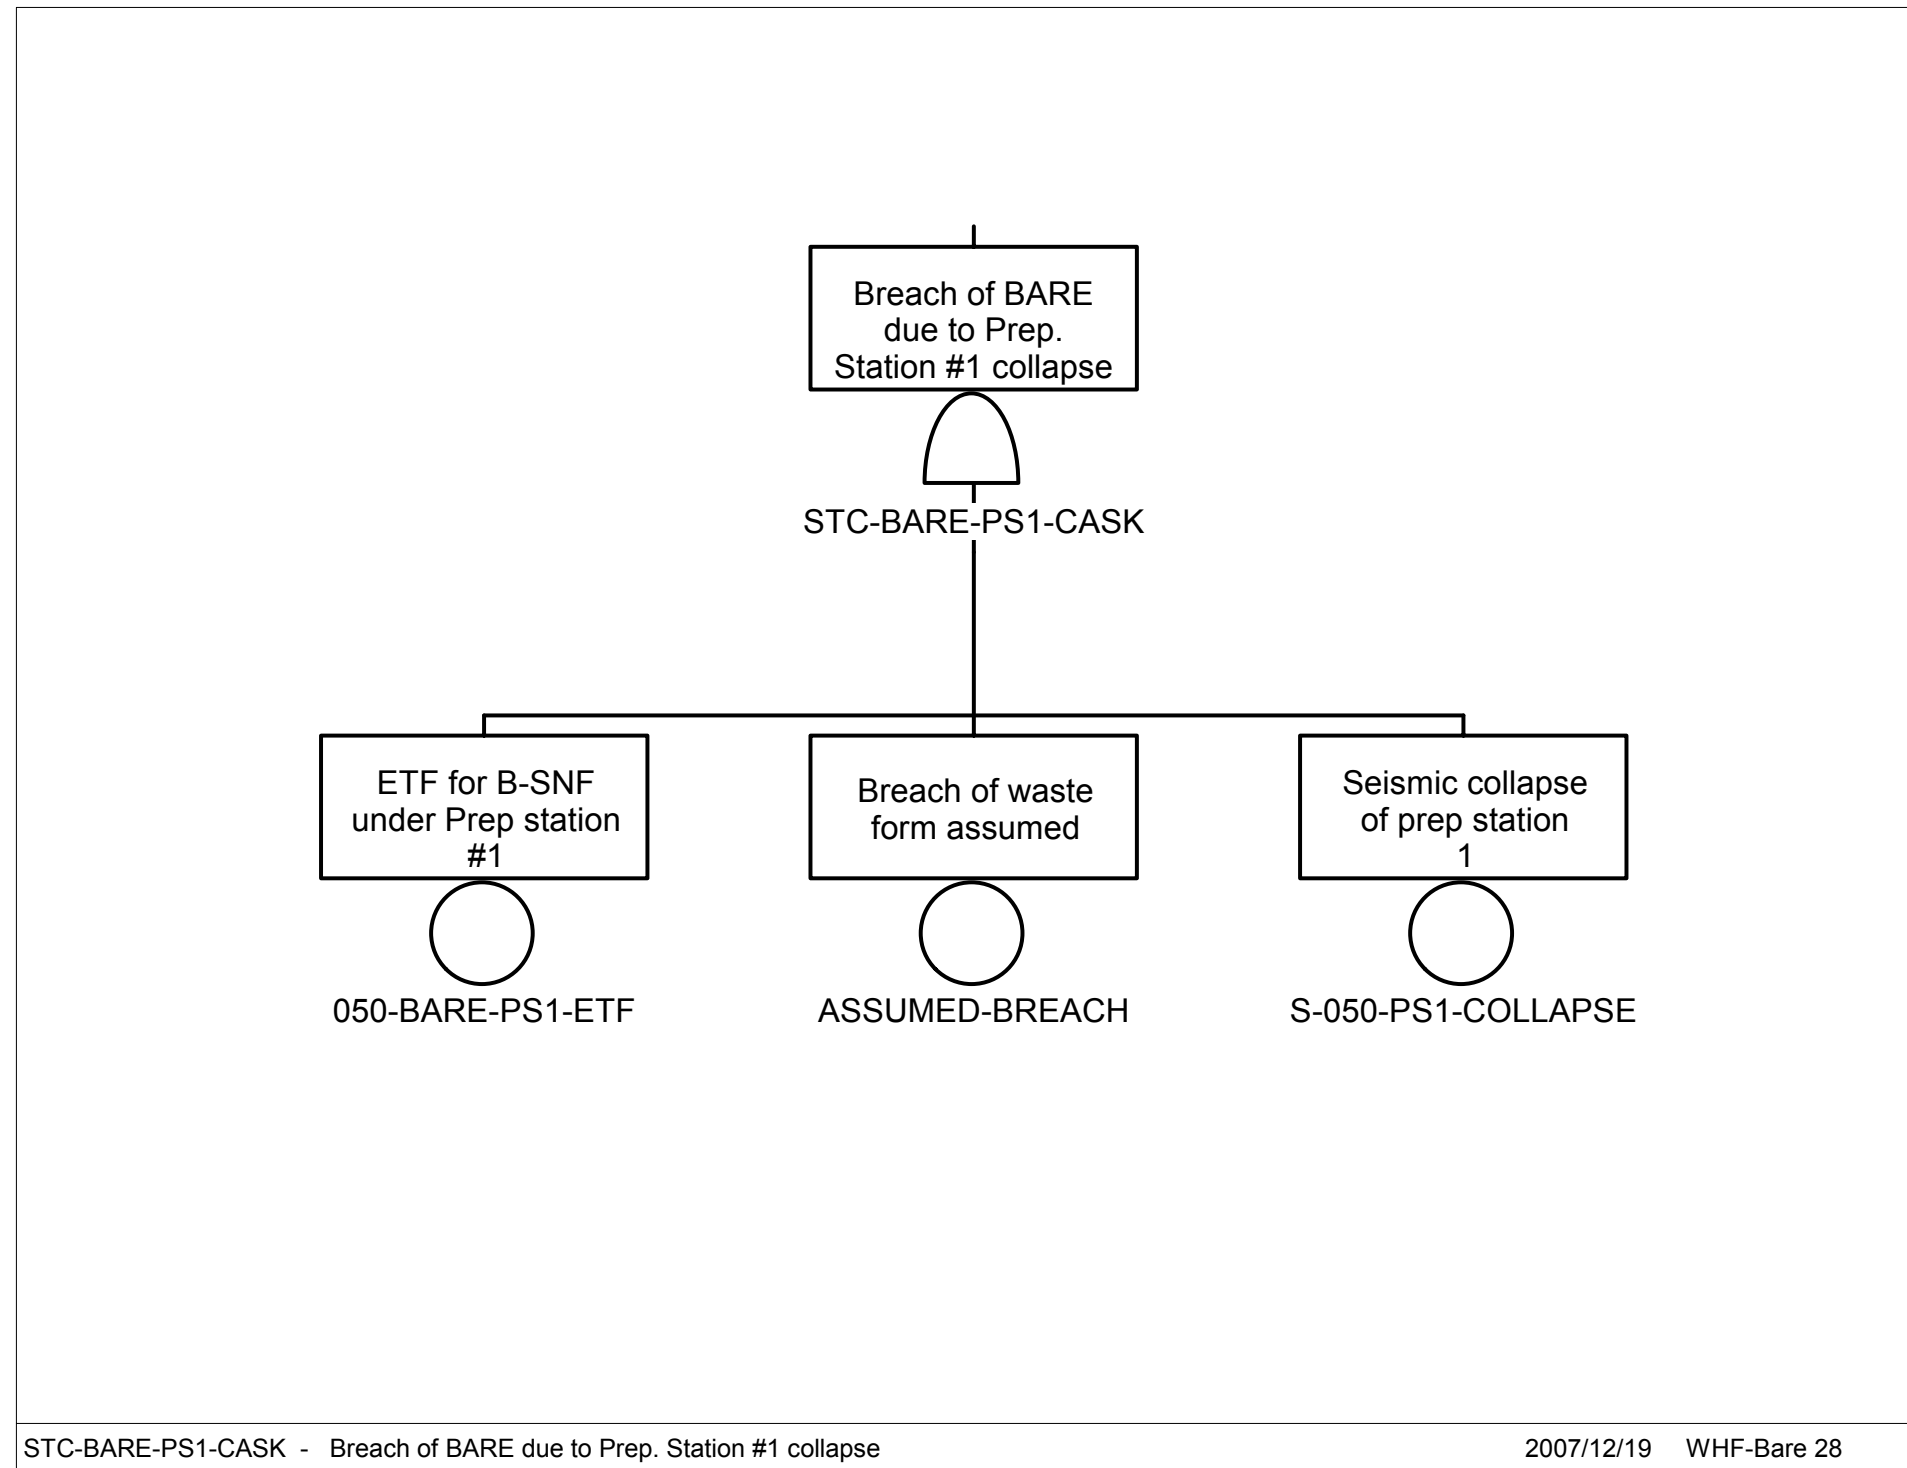 Breach of BARE
due to Prep.
Station #1 collapse
STC-BARE-PS1-CASK
ETF for B-SNF
under Prep station
#1
050-BARE-PS1-ETF
Breach of waste
form assumed
ASSUMED-BREACH
Seismic collapse
of prep station
1
S-050-PS1-COLLAPSE
STC-BARE-PS1-CASK - Breach of BARE due to Prep. Station #1 collapse 2007/12/19 WHF-Bare 28